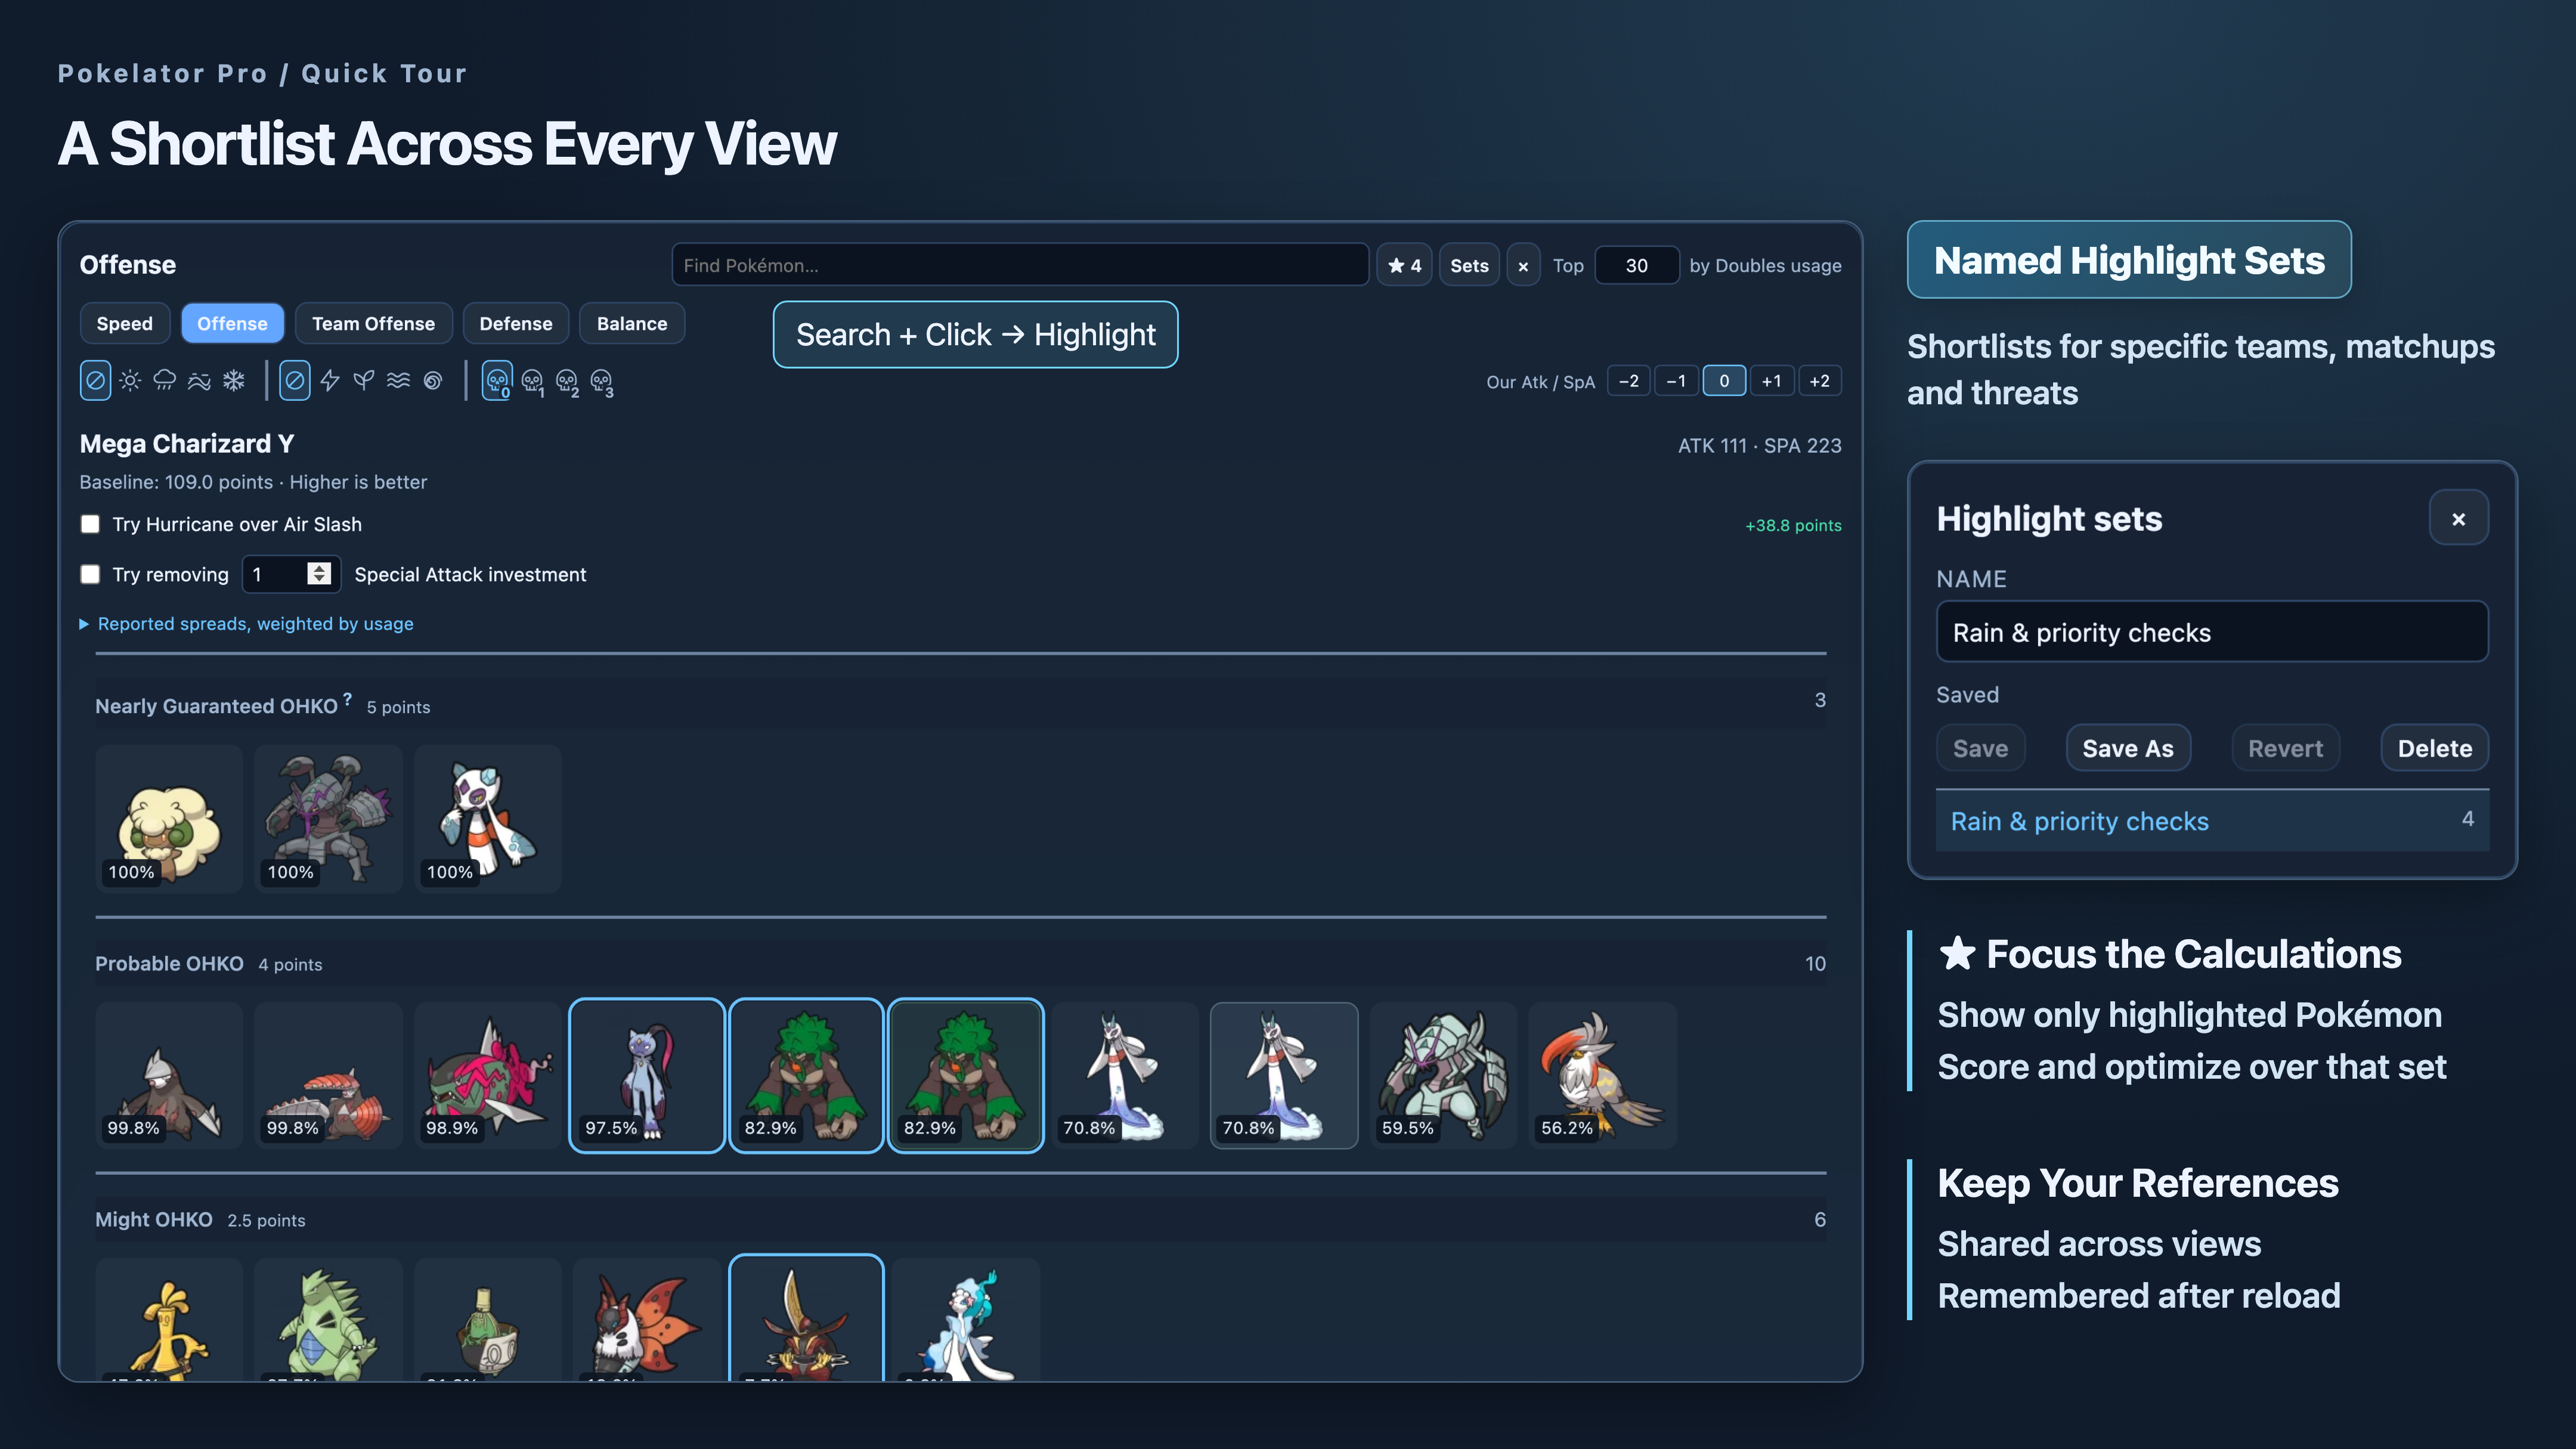 Pokelator Pro / Quick Tour
A Shortlist Across Every View
Offense
Find Pokémon...
★ 4
Sets
×
Top 30 by Doubles usage
Speed
Offense
Team Offense
Defense
Balance
Search + Click → Highlight
0
1
2
3
Our Atk / SpA
−2
−1
0
+1
+2
Mega Charizard Y
ATK 111 · SPA 223
Baseline: 109.0 points · Higher is better
Try Hurricane over Air Slash
+38.8 points
Try removing 1 Special Attack investment
Reported spreads, weighted by usage
Nearly Guaranteed OHKO ? 5 points
3
100%
100%
100%
Probable OHKO 4 points
10
99.8%
99.8%
98.9%
97.5%
82.9%
82.9%
70.8%
70.8%
59.5%
56.2%
Might OHKO 2.5 points
6
Named Highlight Sets
Shortlists for specific teams, matchups
and threats
Highlight sets
×
NAME
Rain & priority checks
Saved
Save
Save As
Revert
Delete
Rain & priority checks
4
★ Focus the Calculations
Show only highlighted Pokémon
Score and optimize over that set
Keep Your References
Shared across views
Remembered after reload